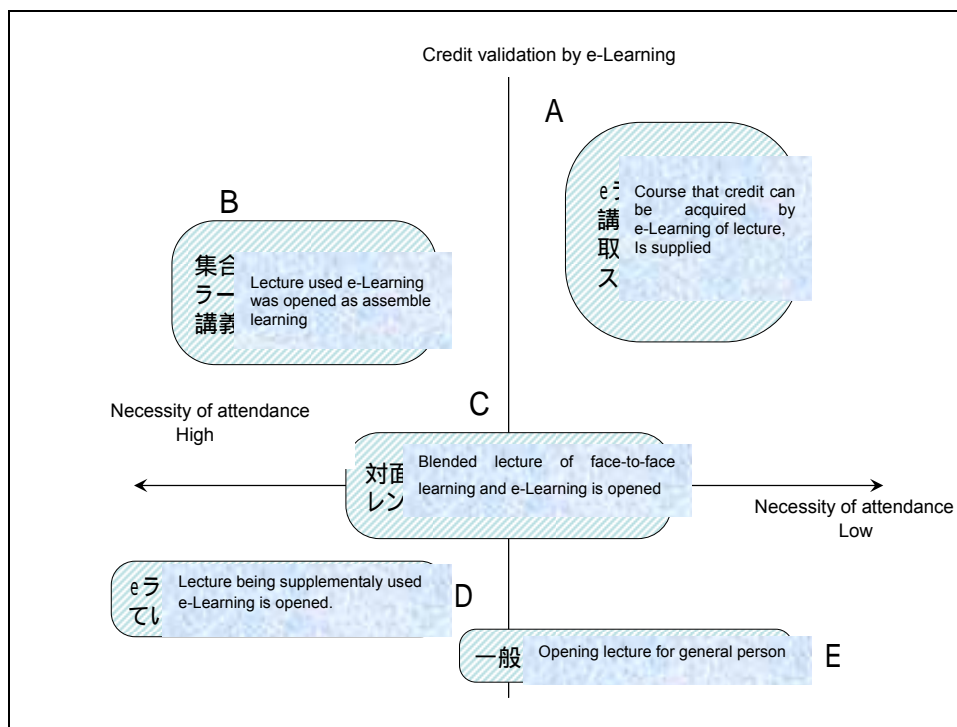 Credit validation by e-Learning
A
eラ
講
取
ス
Course that credit can
be acquired by
e-Learning of lecture,
Is supplied
B
集合
ラー
講義
Lecture used e-Learning
was opened as assemble
learning
C
Necessity of attendance
High
対面
レン
Blended lecture of face-to-face
learning and e-Learning is opened
Necessity of attendance
Low
eラ
てい
Lecture being supplementaly used
e-Learning is opened.
D
一般
Opening lecture for general person
E